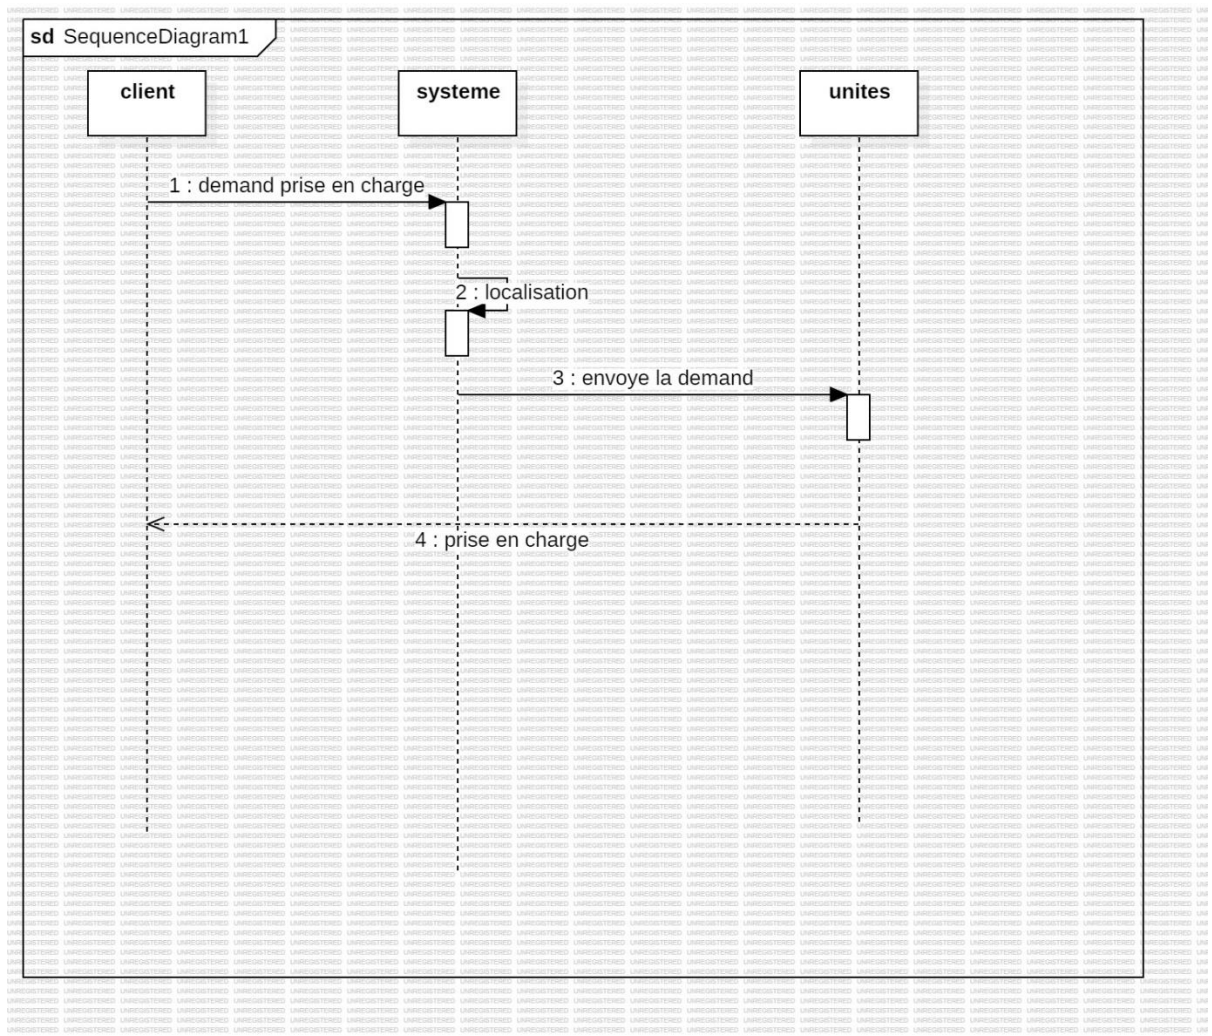 sd SequenceDiagram1
client
systeme
unites
1 : demand prise en charge
2 : localisation
3 : envoye la demand
4 : prise en charge
UNREGISTERED